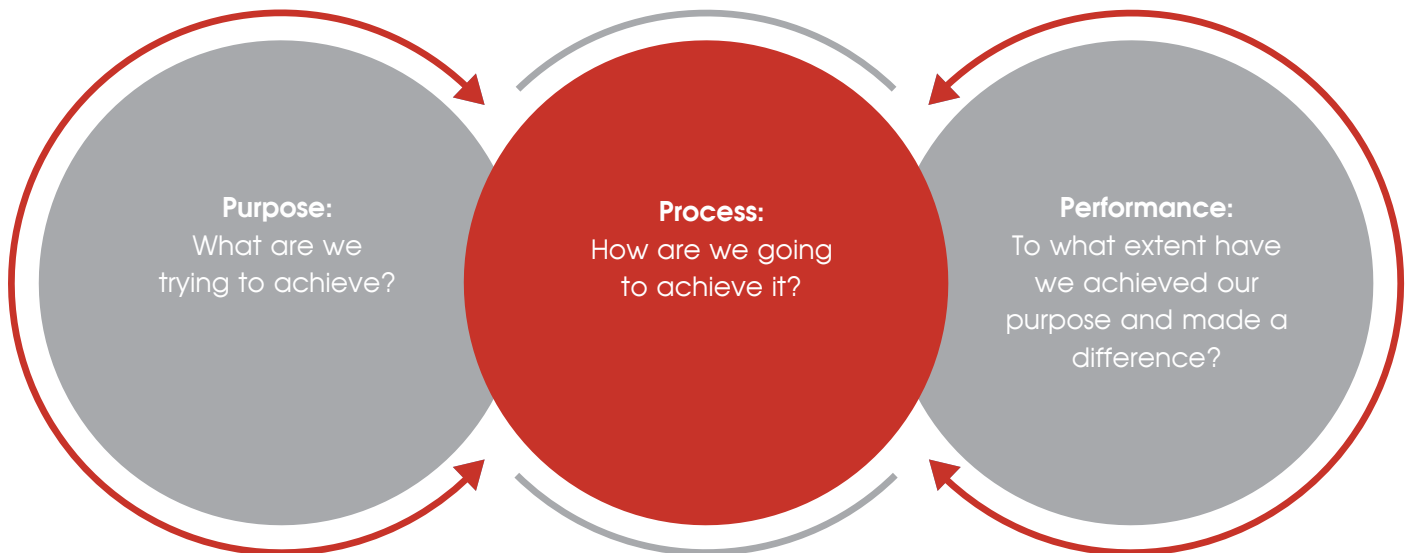 Purpose:
What are we
trying to achieve?
Process:
How are we going
to achieve it?
Performance:
To what extent have
we achieved our
purpose and made a
difference?